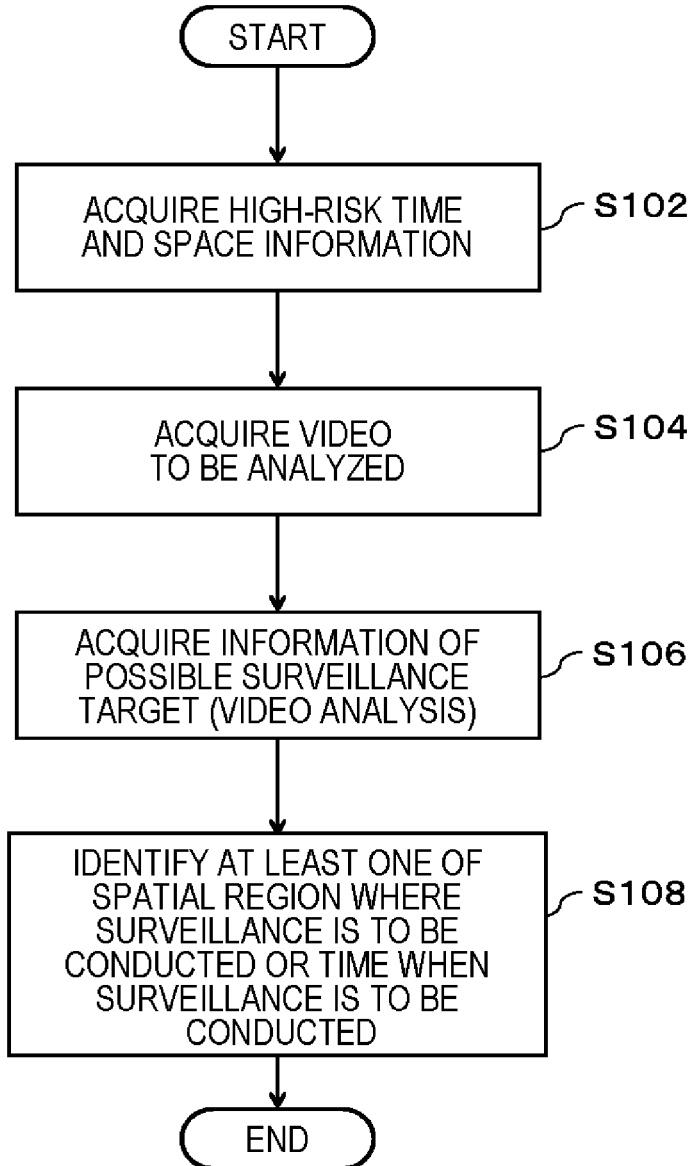 START
ACQUIRE HIGH-RISK TIME
AND SPACE INFORMATION
S102
ACQUIRE VIDEO
TO BE ANALYZED
S104
ACQUIRE INFORMATION OF
POSSIBLE SURVEILLANCE
TARGET (VIDEO ANALYSIS)
S106
IDENTIFY AT LEAST ONE OF
SPATIAL REGION WHERE
SURVEILLANCE IS TO BE
CONDUCTED OR TIME WHEN
SURVEILLANCE IS TO BE
CONDUCTED
S108
END